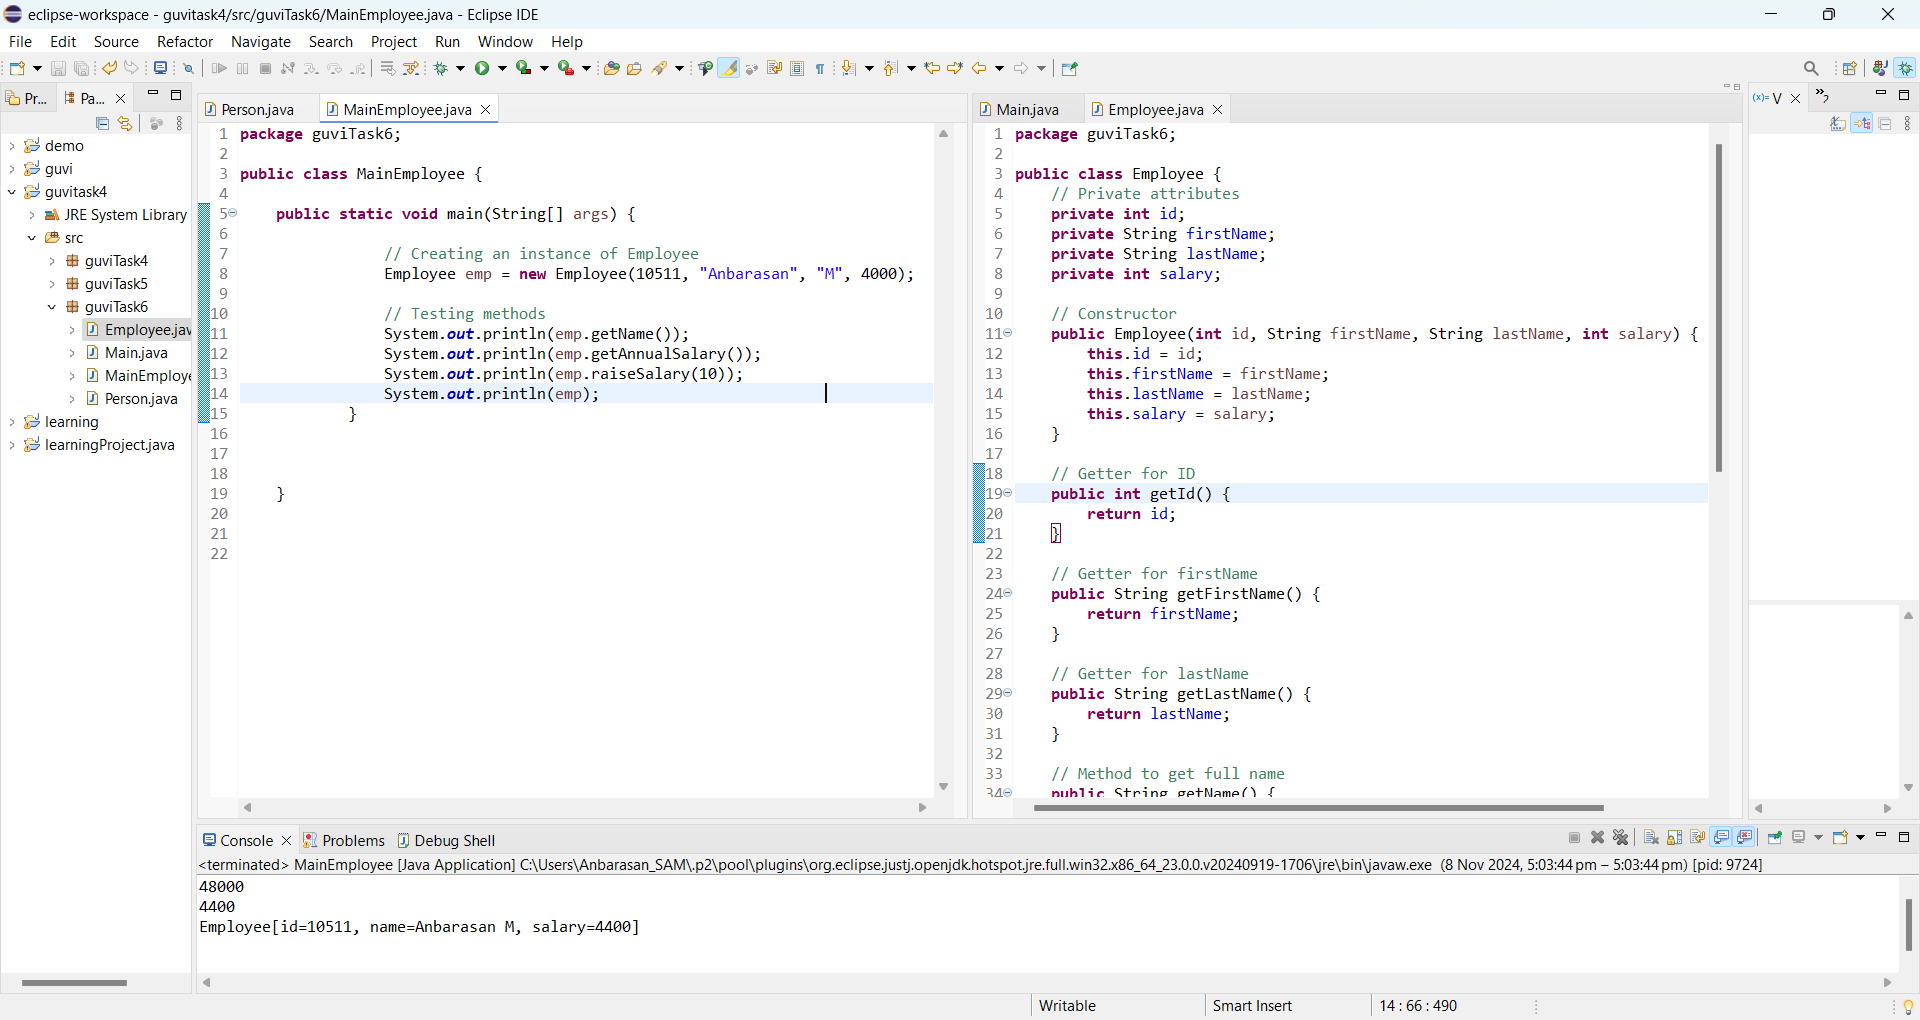 eclipse-workspace - guvitask4/src/guviTask6/MainEmployee.java - Eclipse IDE
File Edit Source Refactor Navigate Search Project Run Window Help
Pr... Pa...
demo
guvi
guvitask4
JRE System Library
src
guviTask4
guviTask5
guviTask6
Employee.jav
Main.java
MainEmploye
Person.java
learning
learningProject.java
Person.java MainEmployee.java
1 package guviTask6;
2
3 public class MainEmployee {
4
5 public static void main(String[] args) {
6
7 // Creating an instance of Employee
8 Employee emp = new Employee(10511, "Anbarasan", "M", 4000);
9
10 // Testing methods
11 System.out.println(emp.getName());
12 System.out.println(emp.getAnnualSalary());
13 System.out.println(emp.raiseSalary(10));
14 System.out.println(emp);
15 }
16
17
18
19 }
20
21
22
Main.java Employee.java
1 package guviTask6;
2
3 public class Employee {
4 // Private attributes
5 private int id;
6 private String firstName;
7 private String lastName;
8 private int salary;
9
10 // Constructor
11 public Employee(int id, String firstName, String lastName, int salary) {
12 this.id = id;
13 this.firstName = firstName;
14 this.lastName = lastName;
15 this.salary = salary;
16 }
17
18 // Getter for ID
19 public int getId() {
20 return id;
21 }
22
23 // Getter for firstName
24 public String getFirstName() {
25 return firstName;
26 }
27
28 // Getter for lastName
29 public String getLastName() {
30 return lastName;
31 }
32
33 // Method to get full name
34 public String getName() {
(x)= V
Console Problems Debug Shell
<terminated> MainEmployee [Java Application] C:\Users\Anbarasan_SAM\.p2\pool\plugins\org.eclipse.justj.openjdk.hotspot.jre.full.win32.x86_64_23.0.0.v20240919-1706\jre\bin\javaw.exe (8 Nov 2024, 5:03:44 pm – 5:03:44 pm) [pid: 9724]
48000
4400
Employee[id=10511, name=Anbarasan M, salary=4400]
Writable Smart Insert 14 : 66 : 490